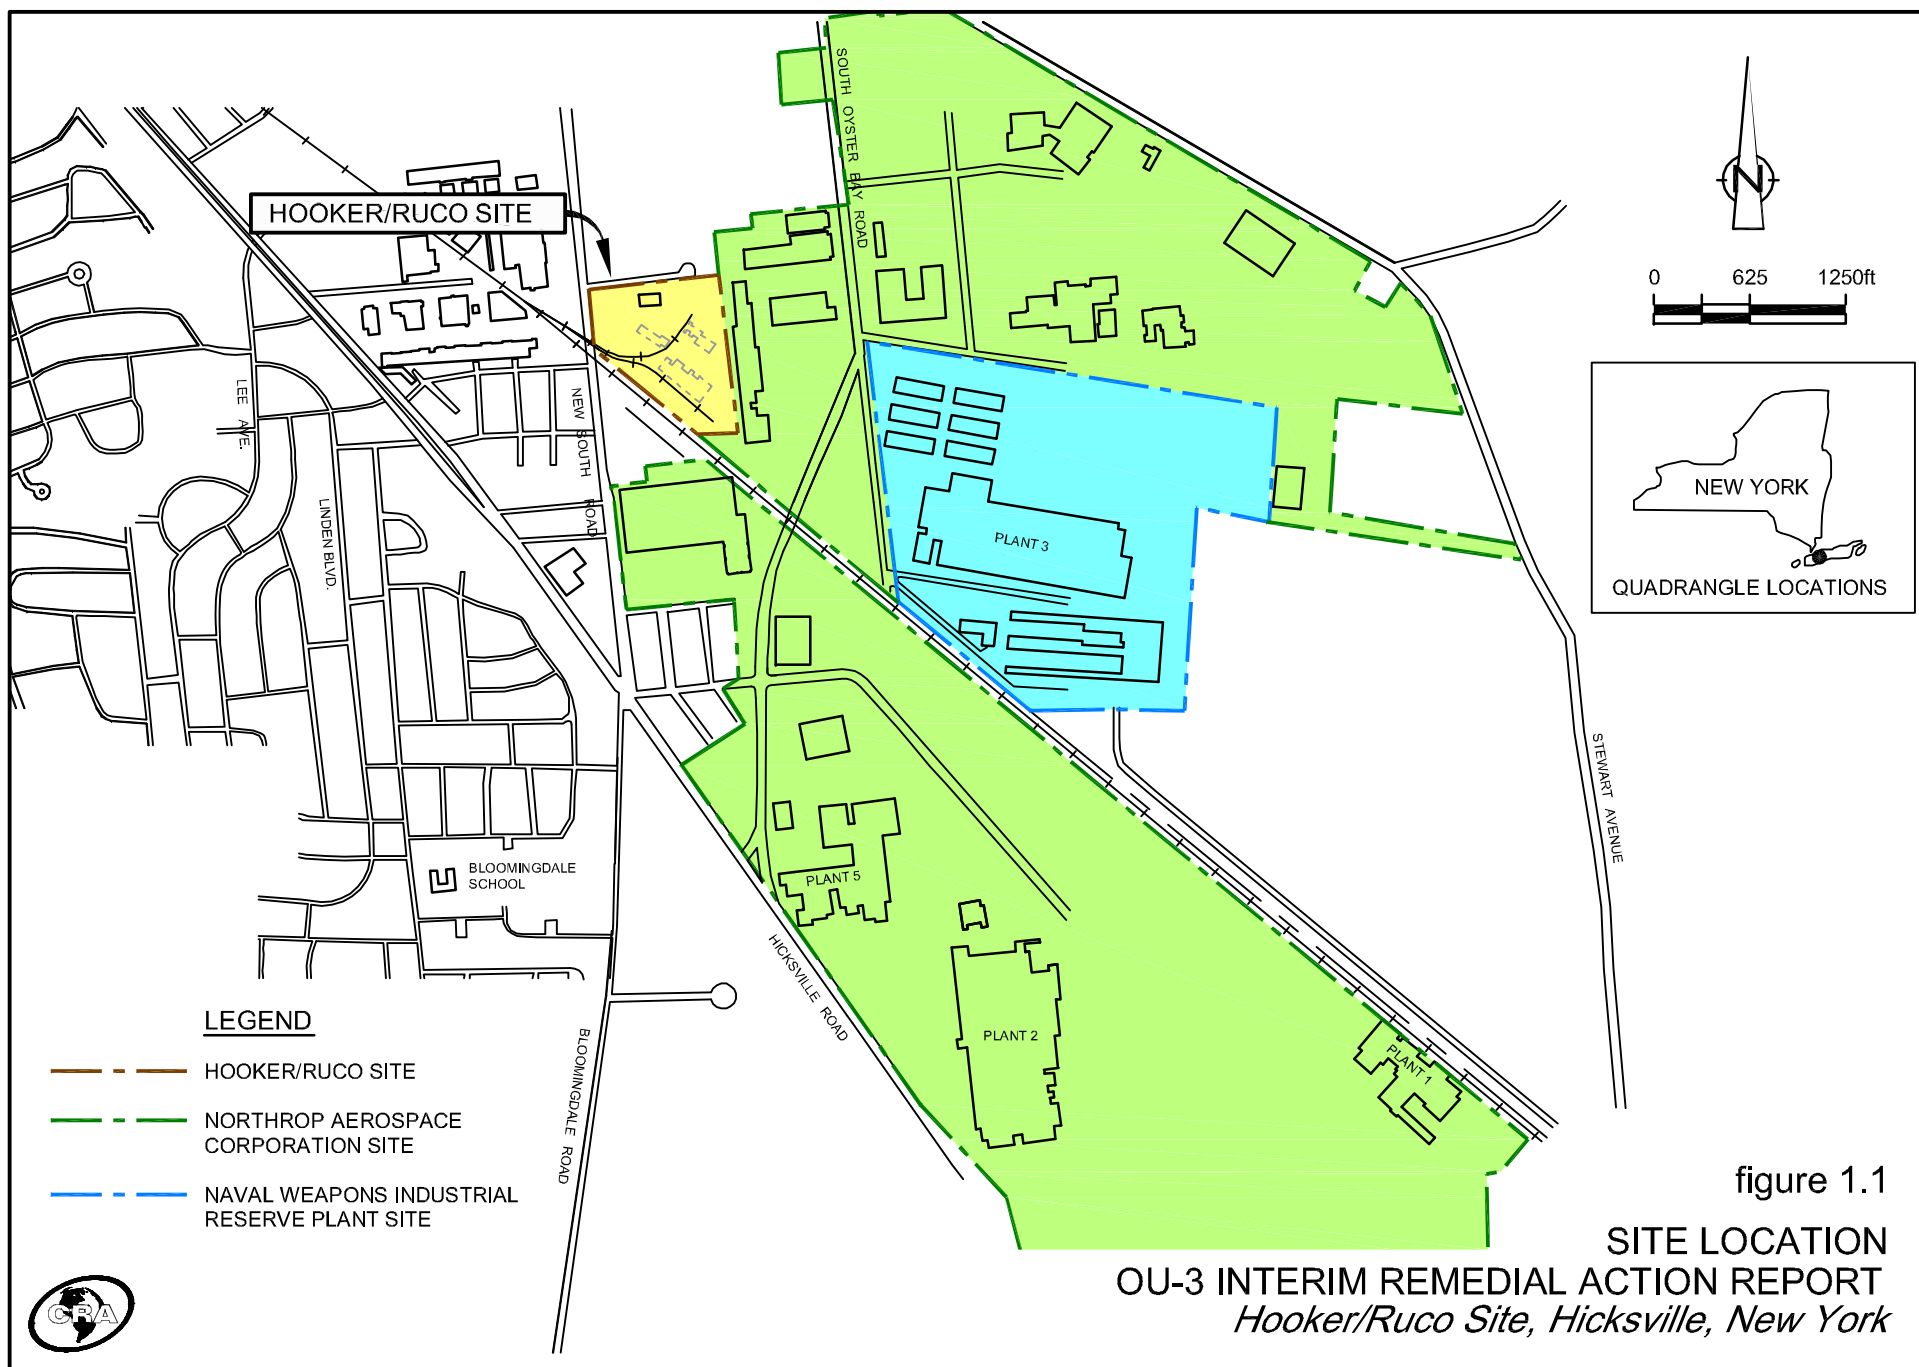 SOUTH OYSTER BAY ROAD
HOOKER/RUCO SITE
N
0 625 1250ft
NEW YORK
QUADRANGLE LOCATIONS
LEE AVE.
NEW SOUTH ROAD
LINDEN BLVD.
PLANT 3
STEWART AVENUE
BLOOMINGDALE
SCHOOL
PLANT 5
HICKSVILLE ROAD
PLANT 2
PLANT 1
BLOOMINGDALE ROAD
LEGEND
HOOKER/RUCO SITE
NORTHROP AEROSPACE
CORPORATION SITE
NAVAL WEAPONS INDUSTRIAL
RESERVE PLANT SITE
CRA
figure 1.1
SITE LOCATION
OU-3 INTERIM REMEDIAL ACTION REPORT
Hooker/Ruco Site, Hicksville, New York